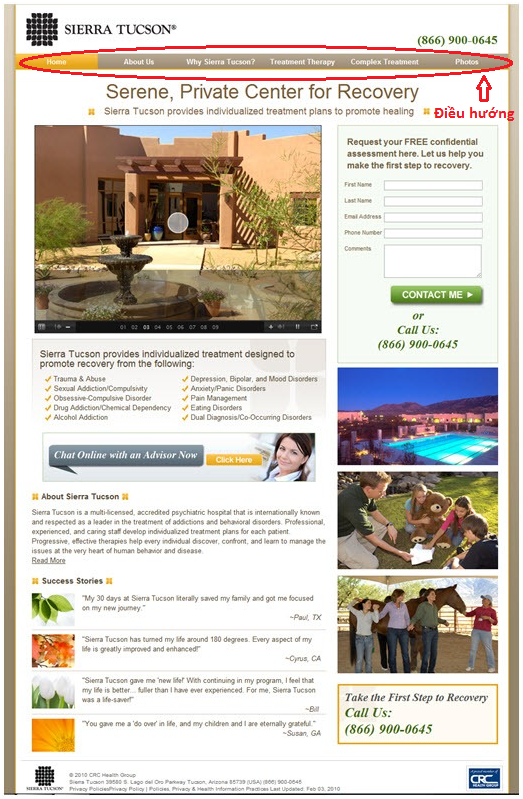 SIERRA TUCSON®
(866) 900-0645
Home About Us Why Sierra Tucson? Treatment Therapy Complex Treatment Photos
Điều hướng
Serene, Private Center for Recovery
Sierra Tucson provides individualized treatment plans to promote healing
01 02 03 04 05 06 07 08 09
Request your FREE confidential
assessment here. Let us help you
make the first step to recovery.
First Name
Last Name
Email Address
Phone Number
Comments
CONTACT ME
or
Call Us:
(866) 900-0645
Sierra Tucson provides individualized treatment designed to
promote recovery from the following:
Trauma & Abuse
Sexual Addiction/Compulsivity
Obsessive-Compulsive Disorder
Drug Addiction/Chemical Dependency
Alcohol Addiction
Depression, Bipolar, and Mood Disorders
Anxiety/Panic Disorders
Pain Management
Eating Disorders
Dual Diagnosis/Co-Occurring Disorders
Chat Online with an Advisor Now
Click Here
About Sierra Tucson
Sierra Tucson is a multi-licensed, accredited psychiatric hospital that is internationally known
and respected as a leader in the treatment of addictions and behavioral disorders. Professional,
experienced, and caring staff develop individualized treatment plans for each patient.
Progressive, effective therapies help every individual discover, confront, and learn to manage the
issues at the very heart of human behavior and disease.
Read More
Success Stories
"My 30 days at Sierra Tucson literally saved my family and got me focused
on my new journey."
~Paul, TX
"Sierra Tucson has turned my life around 180 degrees. Every aspect of my
life is greatly improved and enhanced!"
~Cyrus, CA
"Sierra Tucson gave me 'new life!' With continuing in my program, I feel that
my life is better... fuller than I have ever experienced. For me, Sierra Tucson
was a life-saver!"
~Bill
"You gave me a 'do over' in life, and my children and I are eternally grateful."
~Susan, GA
Take the First Step to Recovery
Call Us:
(866) 900-0645
SIERRA TUCSON
© 2010 CRC Health Group
Sierra Tucson 39580 S. Lago del Oro Parkway Tucson, Arizona 85739 (USA) (866) 900-0645
Privacy PoliciesPrivacy Policy | Policies, Privacy & Health Information Practices Last Updated: Feb 03, 2010
CRC
HEALTH GROUP